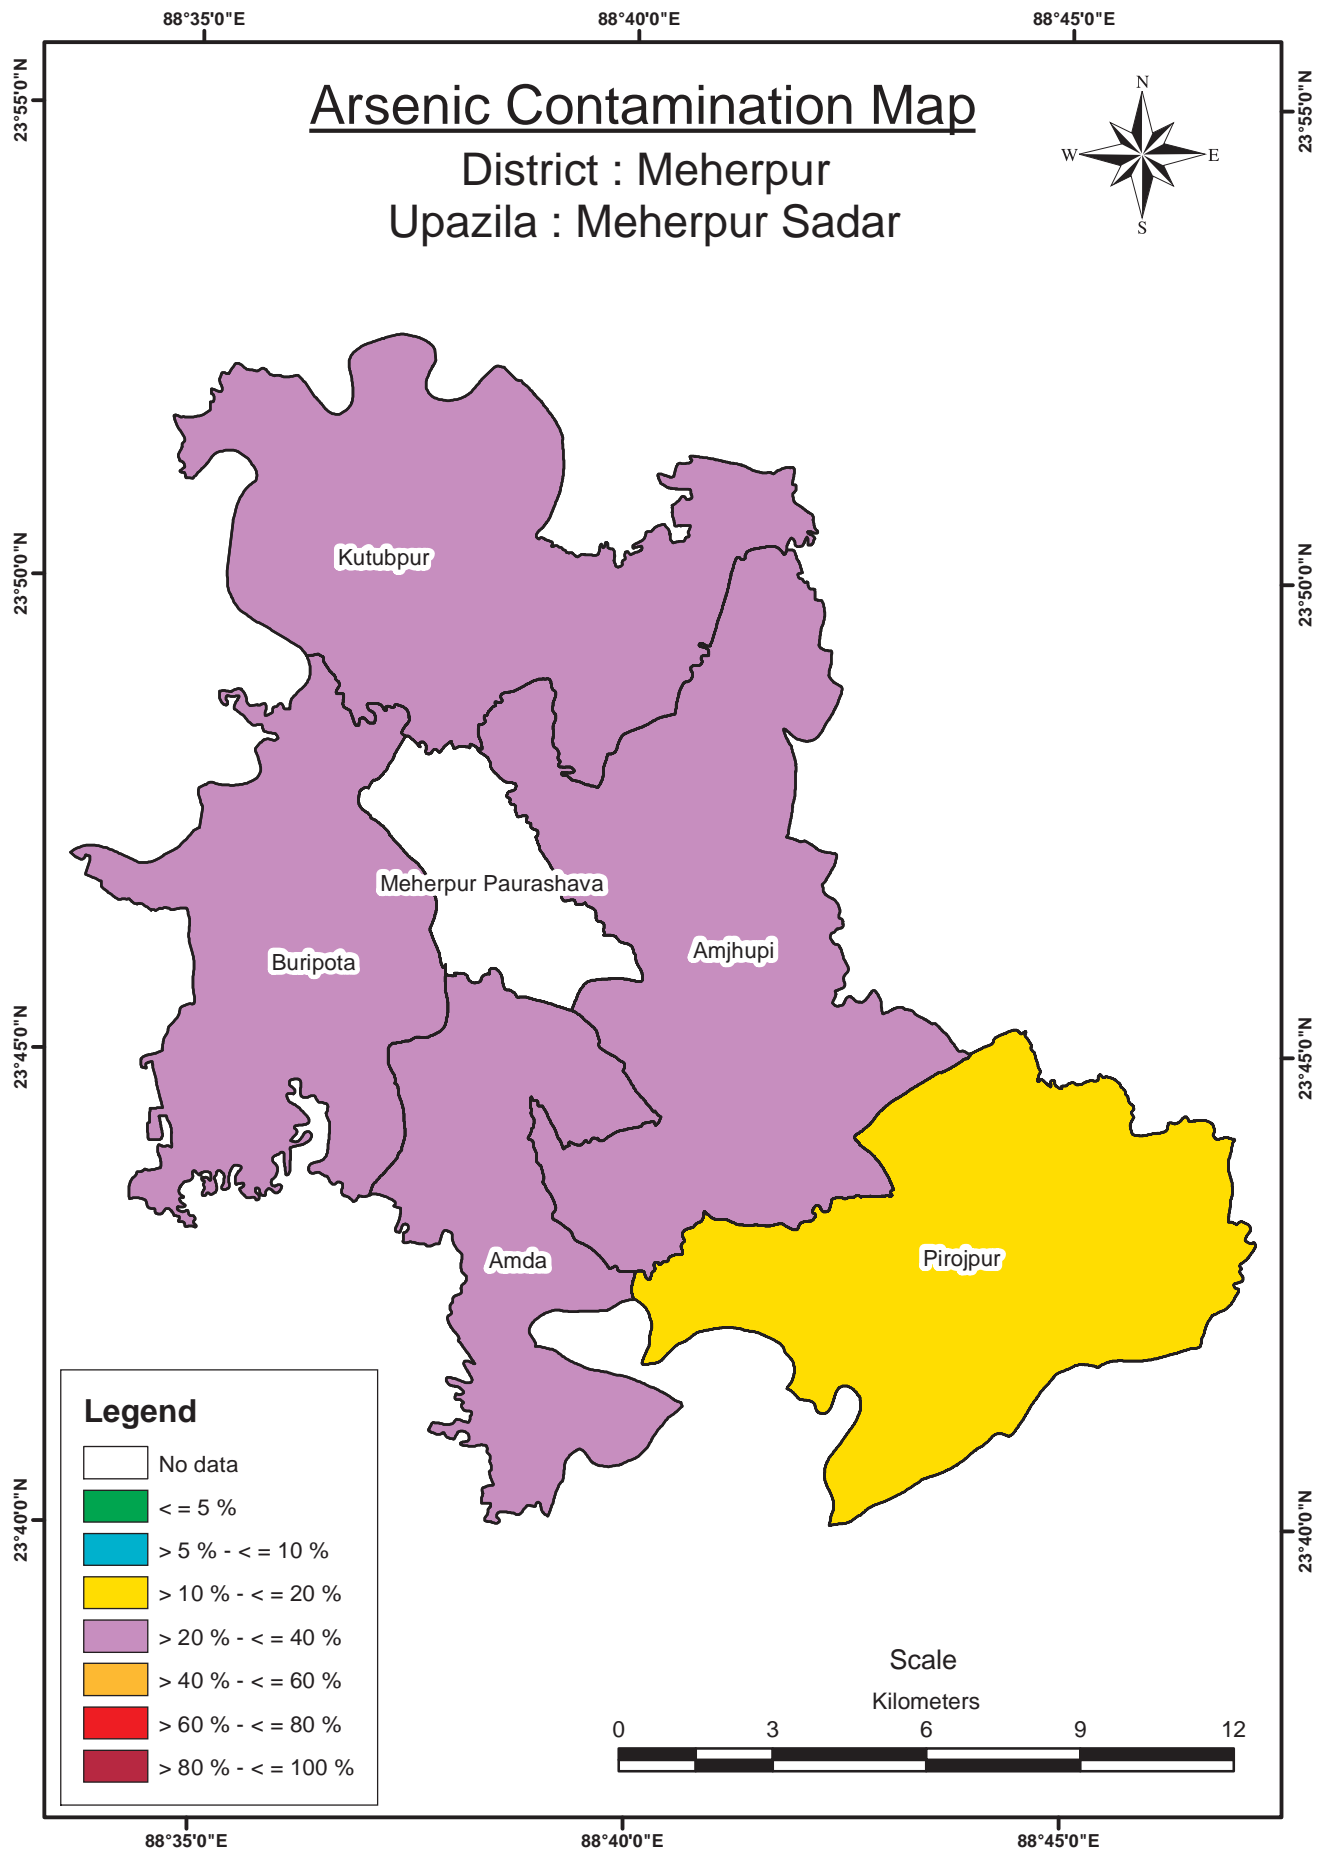 88°35'0"E 88°40'0"E 88°45'0"E
23°55'0"N 23°55'0"N
Arsenic Contamination Map
District : Meherpur
Upazila : Meherpur Sadar
N
W E
S
Kutubpur
23°50'0"N 23°50'0"N
Meherpur Paurashava
Amjhupi
Buripota
23°45'0"N 23°45'0"N
Pirojpur
Amda
Legend
No data
< = 5 %
> 5 % - < = 10 %
> 10 % - < = 20 %
> 20 % - < = 40 %
> 40 % - < = 60 %
> 60 % - < = 80 %
> 80 % - < = 100 %
23°40'0"N 23°40'0"N
Scale
Kilometers
0 3 6 9 12
88°35'0"E 88°40'0"E 88°45'0"E